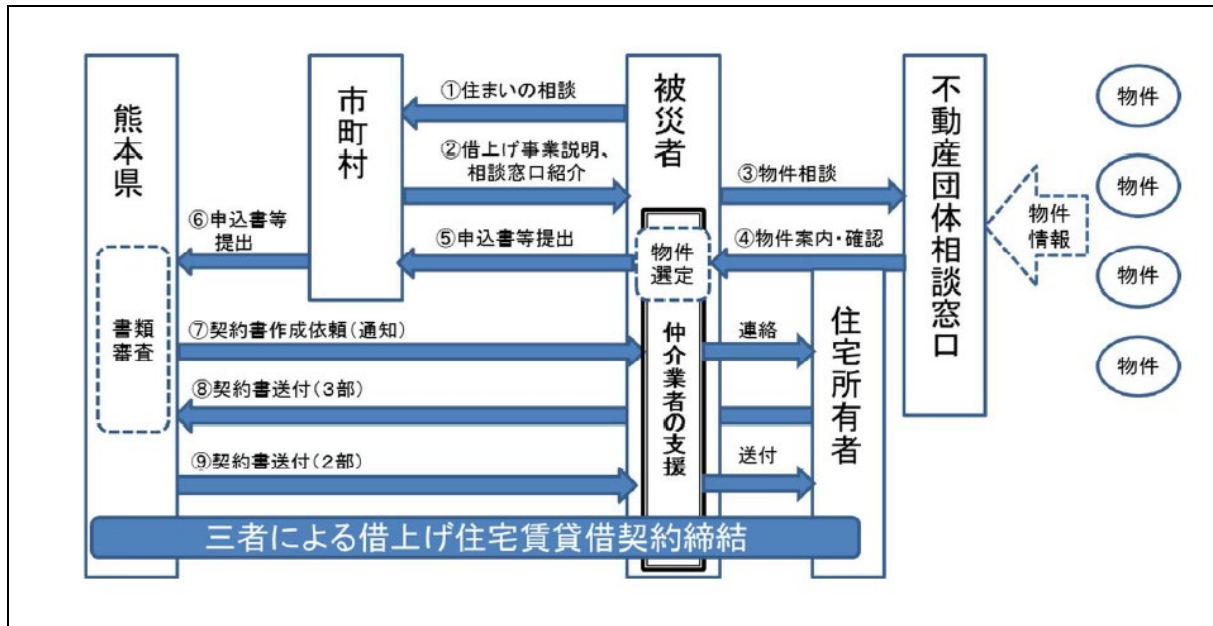 熊本県
市町村
被災者
不動産団体相談窓口
物件
物件
物件
物件
物件
情報
①住まいの相談
②借上げ事業説明、
相談窓口紹介
③物件相談
④物件案内・確認
物件
選定
⑤申込書等提出
⑥申込書等
提出
書類
審査
住宅所有者
仲介業者の支援
⑦契約書作成依頼(通知)
連絡
⑧契約書送付(3部)
⑨契約書送付(2部)
送付
三者による借上げ住宅賃貸借契約締結